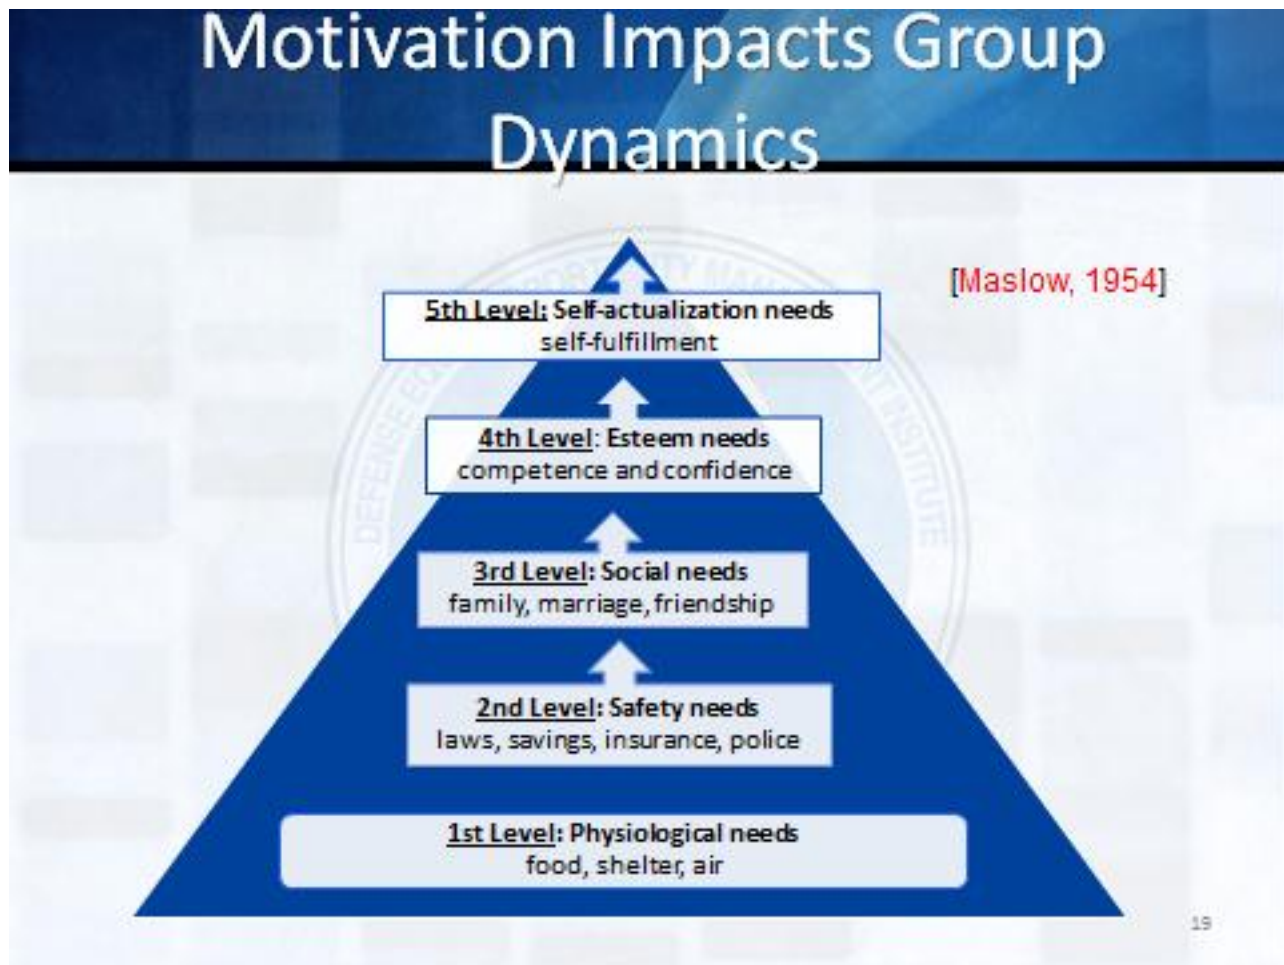 Motivation Impacts Group
Dynamics
[Maslow, 1954]
5th Level: Self-actualization needs
self-fulfillment
4th Level: Esteem needs
competence and confidence
3rd Level: Social needs
family, marriage, friendship
2nd Level: Safety needs
laws, savings, insurance, police
1st Level: Physiological needs
food, shelter, air
DEFENSE
INSTITUTE
19